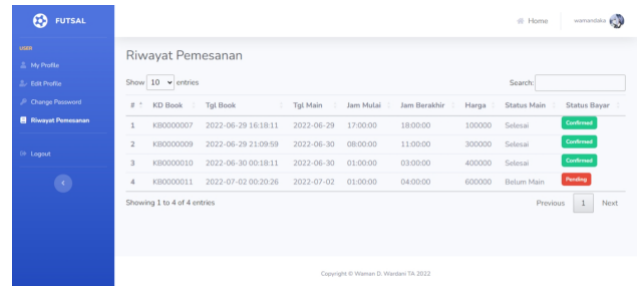 FUTSAL
Home wamandaka
USER
My Profile
Edit Profile
Change Password
Riwayat Pemesanan
Logout
Riwayat Pemesanan
Show 10 entries
Search:
# KD Book Tgl Book Tgl Main Jam Mulai Jam Berakhir Harga Status Main Status Bayar
1 KB0000007 2022-06-29 16:18:11 2022-06-29 17:00:00 18:00:00 100000 Selesai Confirmed
2 KB0000009 2022-06-29 21:09:59 2022-06-30 08:00:00 11:00:00 300000 Selesai Confirmed
3 KB0000010 2022-06-30 00:18:11 2022-06-30 01:00:00 03:00:00 400000 Selesai Confirmed
4 KB0000011 2022-07-02 00:20:26 2022-07-02 01:00:00 04:00:00 600000 Belum Main Pending
Showing 1 to 4 of 4 entries
Previous 1 Next
Copyright © Waman D. Wardani TA 2022